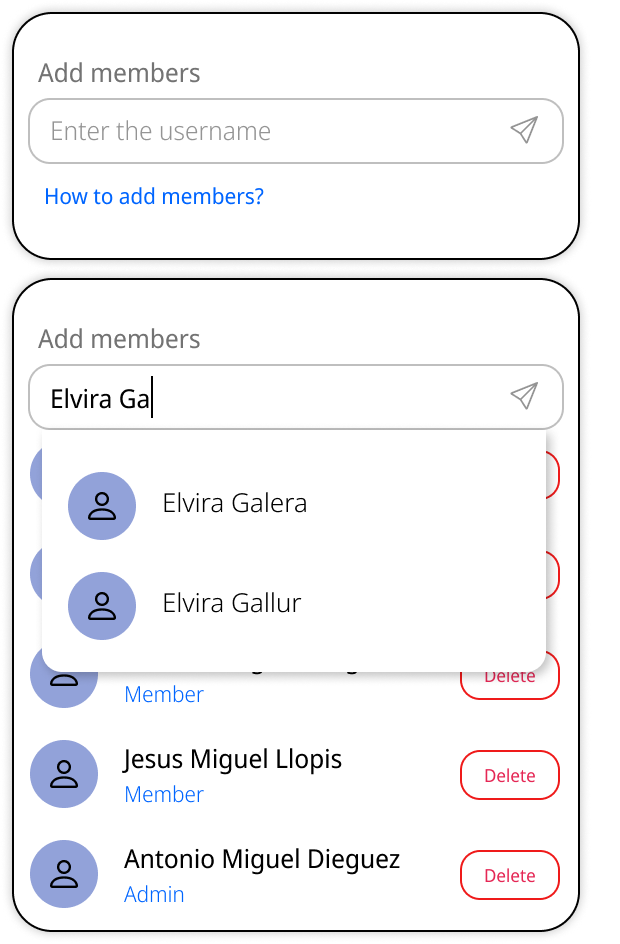 Add members
Enter the username
How to add members?
Add members
Elvira Ga
Elvira Galera
Elvira Gallur
Delete
Member
Jesus Miguel Llopis
Member
Delete
Antonio Miguel Dieguez
Admin
Delete